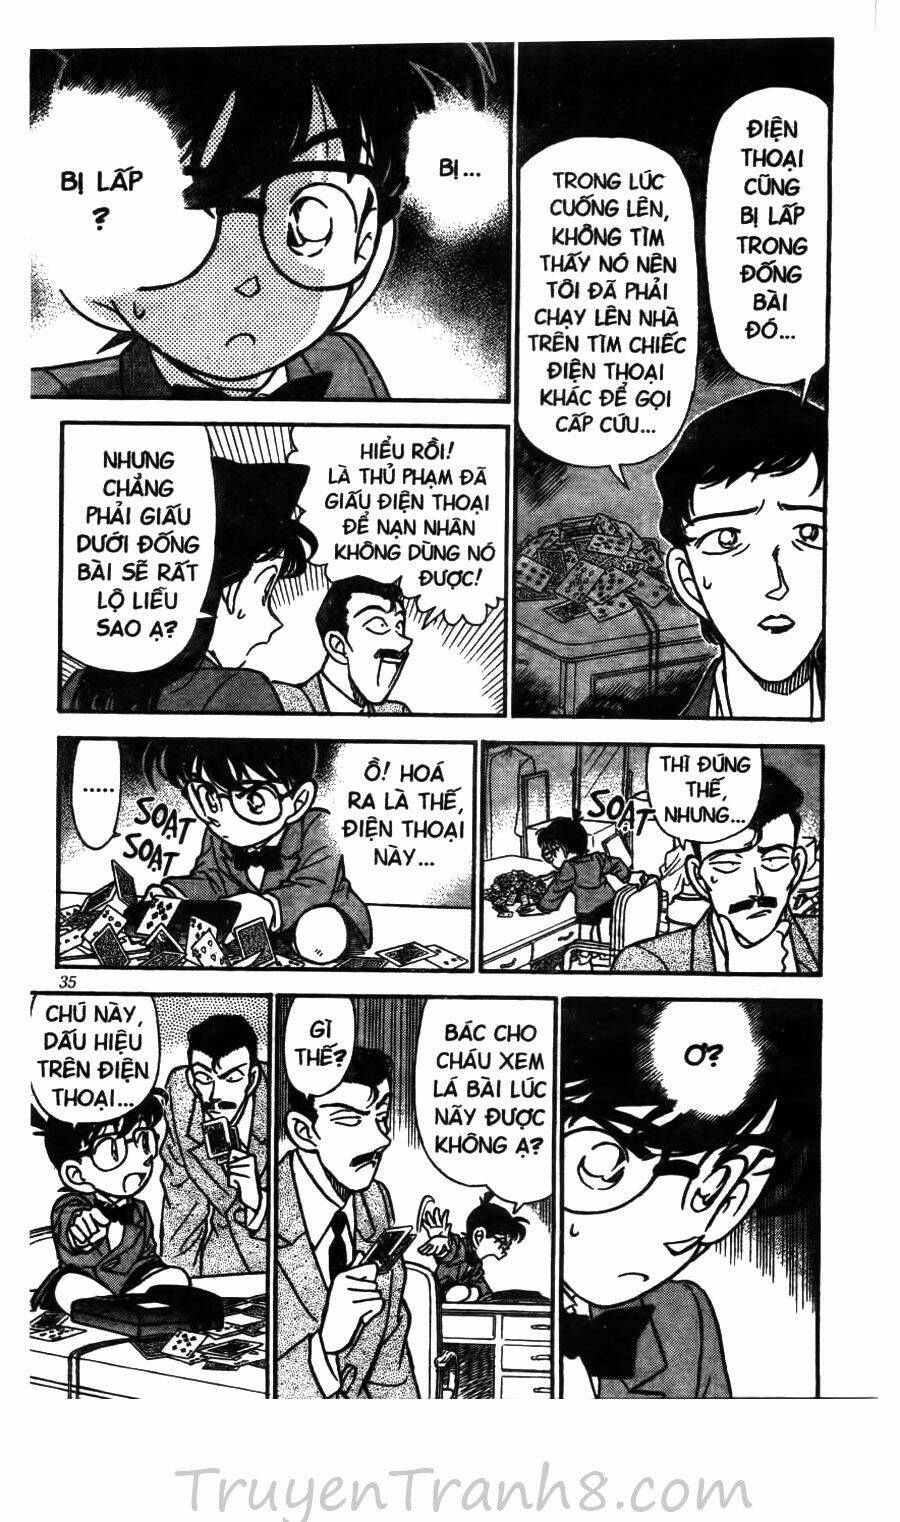 ĐIỆN
THOẠI
CŨNG
BỊ LẤP
TRONG
ĐỐNG
BÀI
ĐÓ...
TRONG LÚC
CUỐNG LÊN,
KHÔNG TÌM
THẤY NÓ NÊN
TÔI ĐÃ PHẢI
CHẠY LÊN NHÀ
TRÊN TÌM CHIẾC
ĐIỆN THOẠI
KHÁC ĐỂ GỌI
CẤP CỨU...
BỊ...
BỊ LẤP
?
HIỂU RỒI!
LÀ THỦ PHẠM ĐÃ
GIẤU ĐIỆN THOẠI
ĐỂ NẠN NHÂN
KHÔNG DÙNG NÓ
ĐƯỢC!
NHƯNG
CHẲNG
PHẢI GIẤU
DƯỚI ĐỐNG
BÀI SẼ RẤT
LỘ LIỄU
SAO Ạ?
THÌ ĐÚNG
THẾ,
NHƯNG...
SOẠT
Ồ! HOÁ
RA LÀ THẾ,
ĐIỆN THOẠI
NÀY...
SOẠT
SOẠT
.....
35
Ơ?
BÁC CHO
CHÁU XEM
LÁ BÀI LÚC
NÃY ĐƯỢC
KHÔNG Ạ?
GÌ
THẾ?
CHÚ NÀY,
DẤU HIỆU
TRÊN ĐIỆN
THOẠI...
TruyenTranh8.com